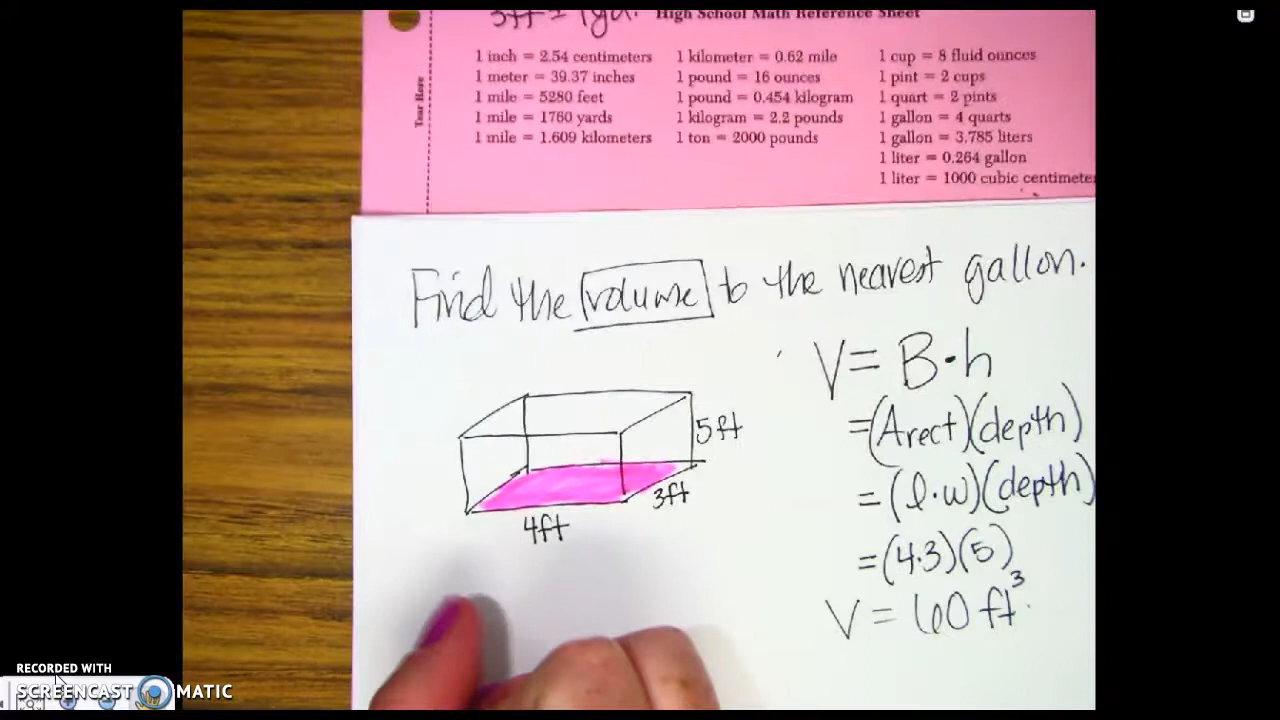 3ft = 1yd.
High School Math Reference Sheet
Tear Here
1 inch = 2.54 centimeters
1 meter = 39.37 inches
1 mile = 5280 feet
1 mile = 1760 yards
1 mile = 1.609 kilometers
1 kilometer = 0.62 mile
1 pound = 16 ounces
1 pound = 0.454 kilogram
1 kilogram = 2.2 pounds
1 ton = 2000 pounds
1 cup = 8 fluid ounces
1 pint = 2 cups
1 quart = 2 pints
1 gallon = 4 quarts
1 gallon = 3.785 liters
1 liter = 0.264 gallon
1 liter = 1000 cubic centimete
Find the volume to the nearest gallon.
5ft
3ft
4ft
V = B·h
=(Arect)(depth)
= (l·w)(depth)
= (4·3)(5)
V = 60 ft³
RECORDED WITH
SCREENCAST MATIC